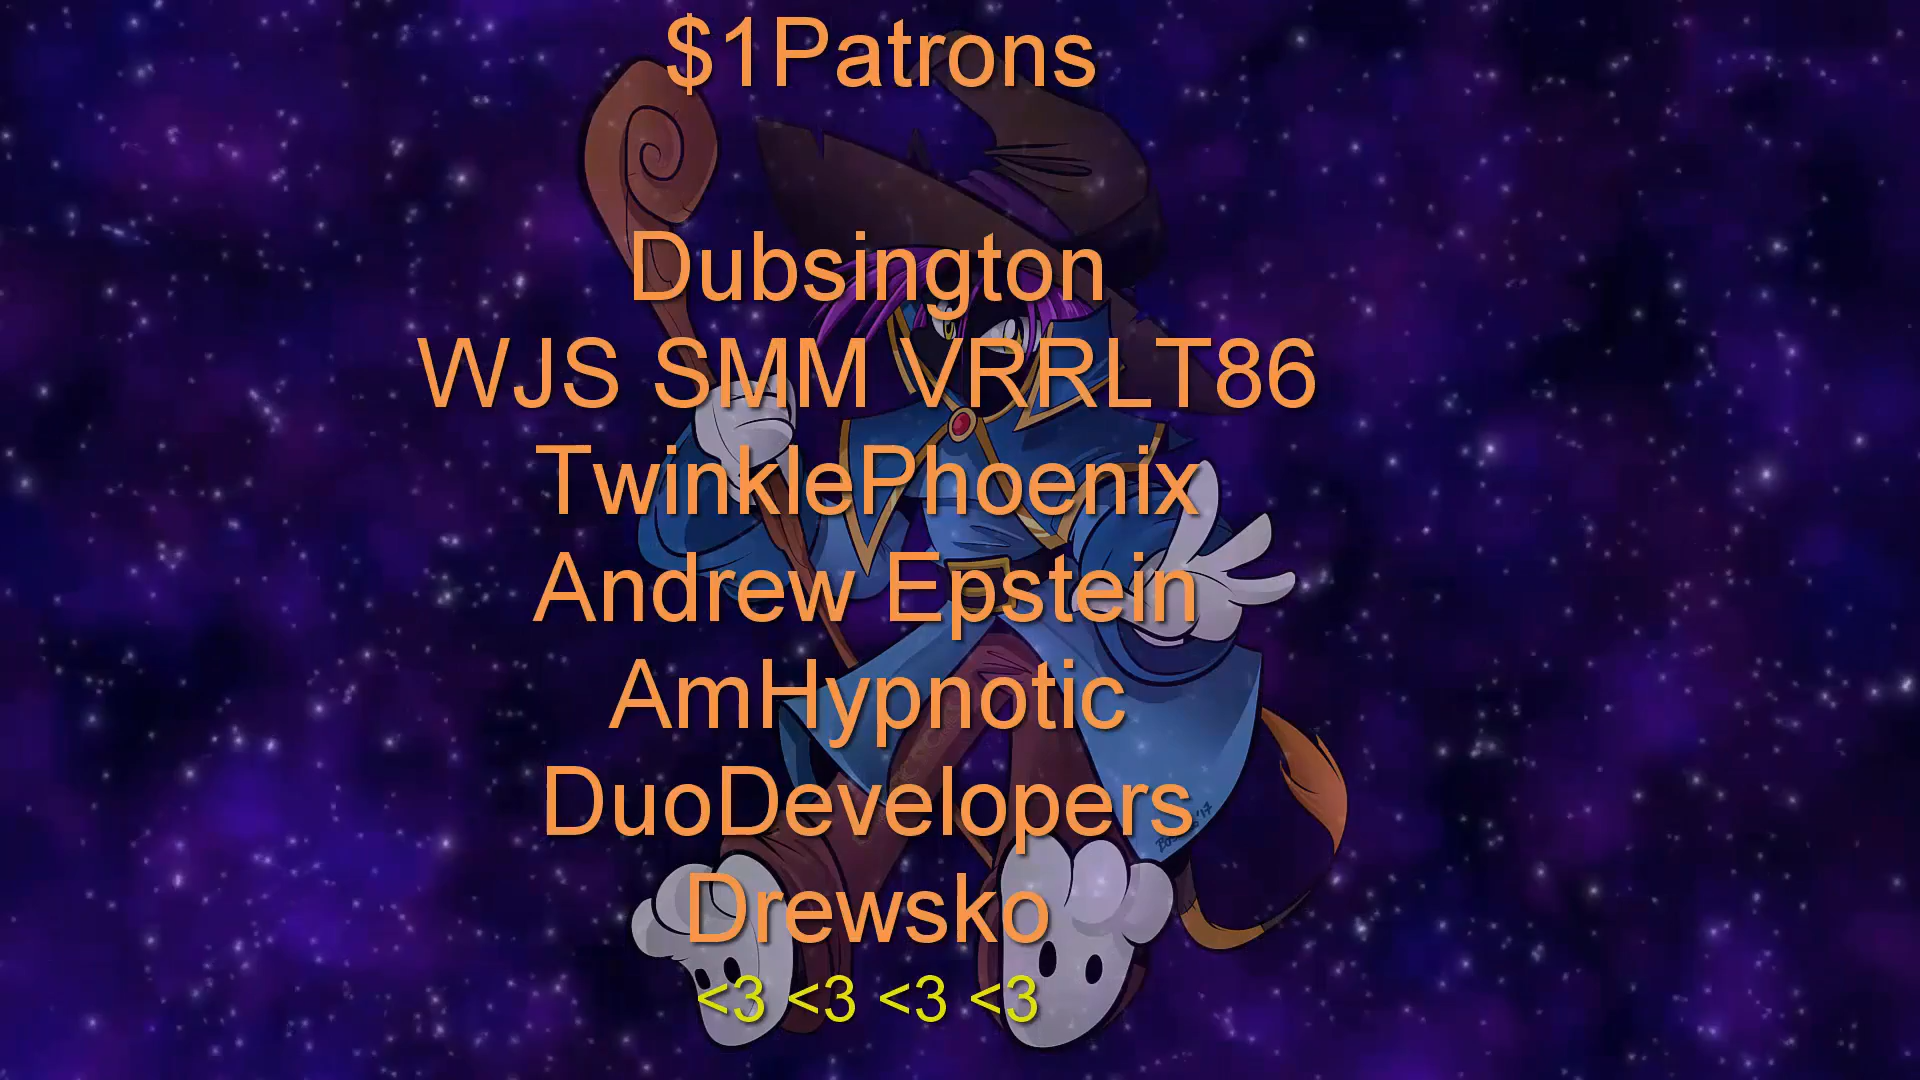 $1Patrons
Dubsington
WJS SMM VRRLT86
TwinklePhoenix
Andrew Epstein
AmHypnotic
DuoDevelopers
Drewsko
<3 <3 <3 <3